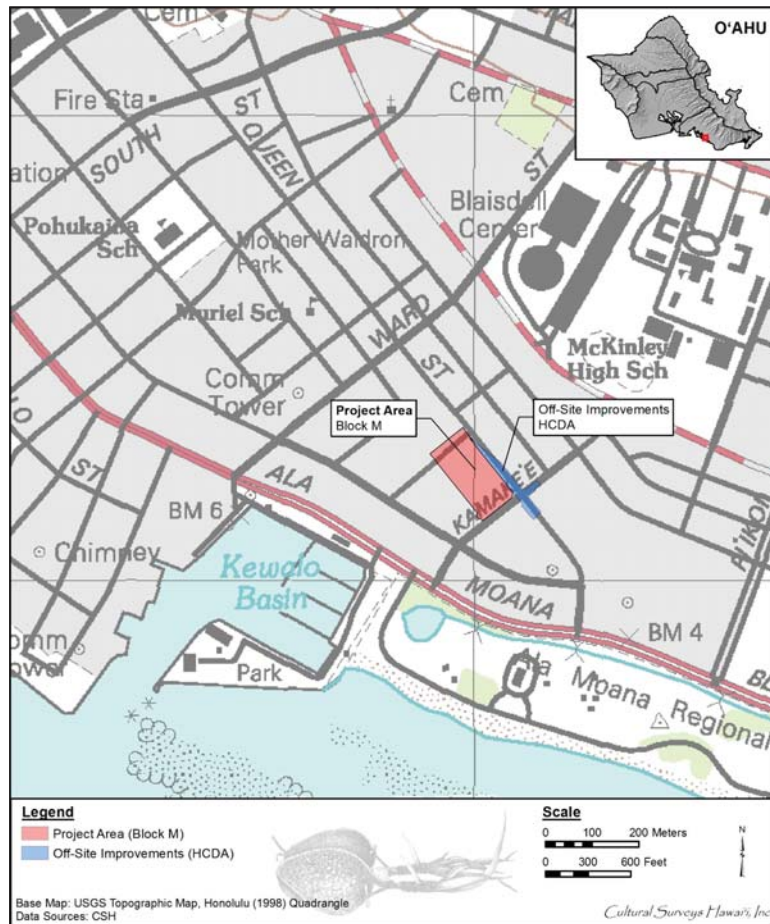 O'AHU
Cem
Fire Sta
SOUTH
ST
QUEEN
Cem
ST
Blaisdell
Center
Pohukaina
Sch
Mother Waldron
Park
Muriel Sch
WARD
ST
McKinley
High Sch
Comm
Tower
Project Area
Block M
Off-Site Improvements
HCDA
ST
ALA
KAMAKE'E
BM 6
Chimney
Kewalo
Basin
MOANA
BM 4
Park
Ala Moana Regional
Legend
Project Area (Block M)
Off-Site Improvements (HCDA)
Scale
0 100 200 Meters
0 300 600 Feet
N
Base Map: USGS Topographic Map, Honolulu (1998) Quadrangle
Data Sources: CSH
Cultural Surveys Hawai'i, Inc